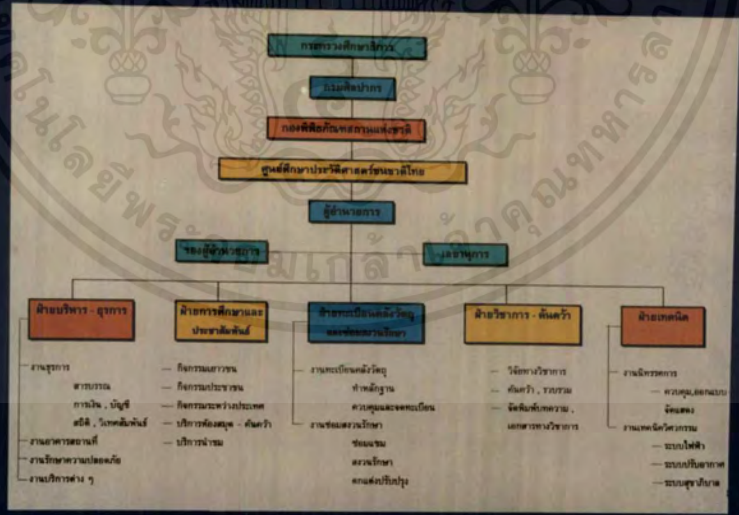 กระทรวงศึกษาธิการ
กรมศิลปากร
กองพิพิธภัณฑสถานแห่งชาติ
ศูนย์ศึกษาประวัติศาสตร์ชนชาติไทย
ผู้อำนวยการ
รองผู้อำนวยการ
เลขานุการ
ฝ่ายบริหาร - ธุรการ
งานธุรการ
สารบรรณ
การเงิน , บัญชี
สถิติ , วิเทศสัมพันธ์
งานอาคารสถานที่
งานรักษาความปลอดภัย
งานบริการต่าง ๆ
ฝ่ายการศึกษาและ
ประชาสัมพันธ์
กิจกรรมเยาวชน
กิจกรรมประชาชน
กิจกรรมระหว่างประเทศ
บริการห้องสมุด - ค้นคว้า
บริการนำชม
ฝ่ายทะเบียนคลังวัตถุ
และซ่อมสงวนรักษา
งานทะเบียนคลังวัตถุ
ทำหลักฐาน
ควบคุมและจดทะเบียน
งานซ่อมสงวนรักษา
ซ่อมแซม
สงวนรักษา
ตกแต่งปรับปรุง
ฝ่ายวิชาการ - ค้นคว้า
วิจัยทางวิชาการ
ค้นคว้า , รวบรวม
จัดพิมพ์บทความ ,
เอกสารทางวิชาการ
ฝ่ายเทคนิค
งานนิทรรศการ
ควบคุม,ออกแบบ
จัดแสดง
งานเทคนิควิศวกรรม
ระบบไฟฟ้า
ระบบปรับอากาศ
ระบบสุขาภิบาล